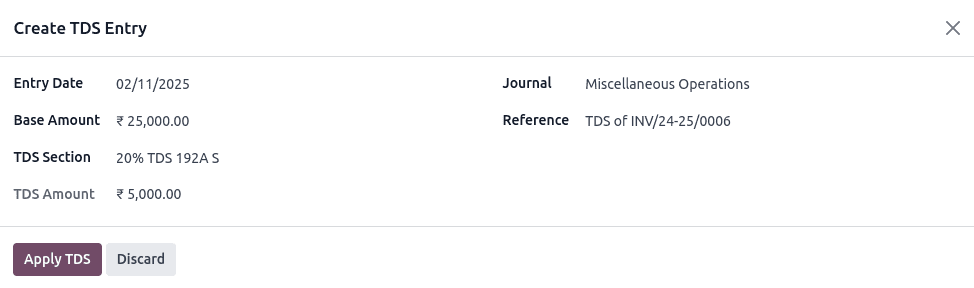 Create TDS Entry
Entry Date 02/11/2025 Journal Miscellaneous Operations
Base Amount ₹ 25,000.00 Reference TDS of INV/24-25/0006
TDS Section 20% TDS 192A S
TDS Amount ₹ 5,000.00
Apply TDS Discard